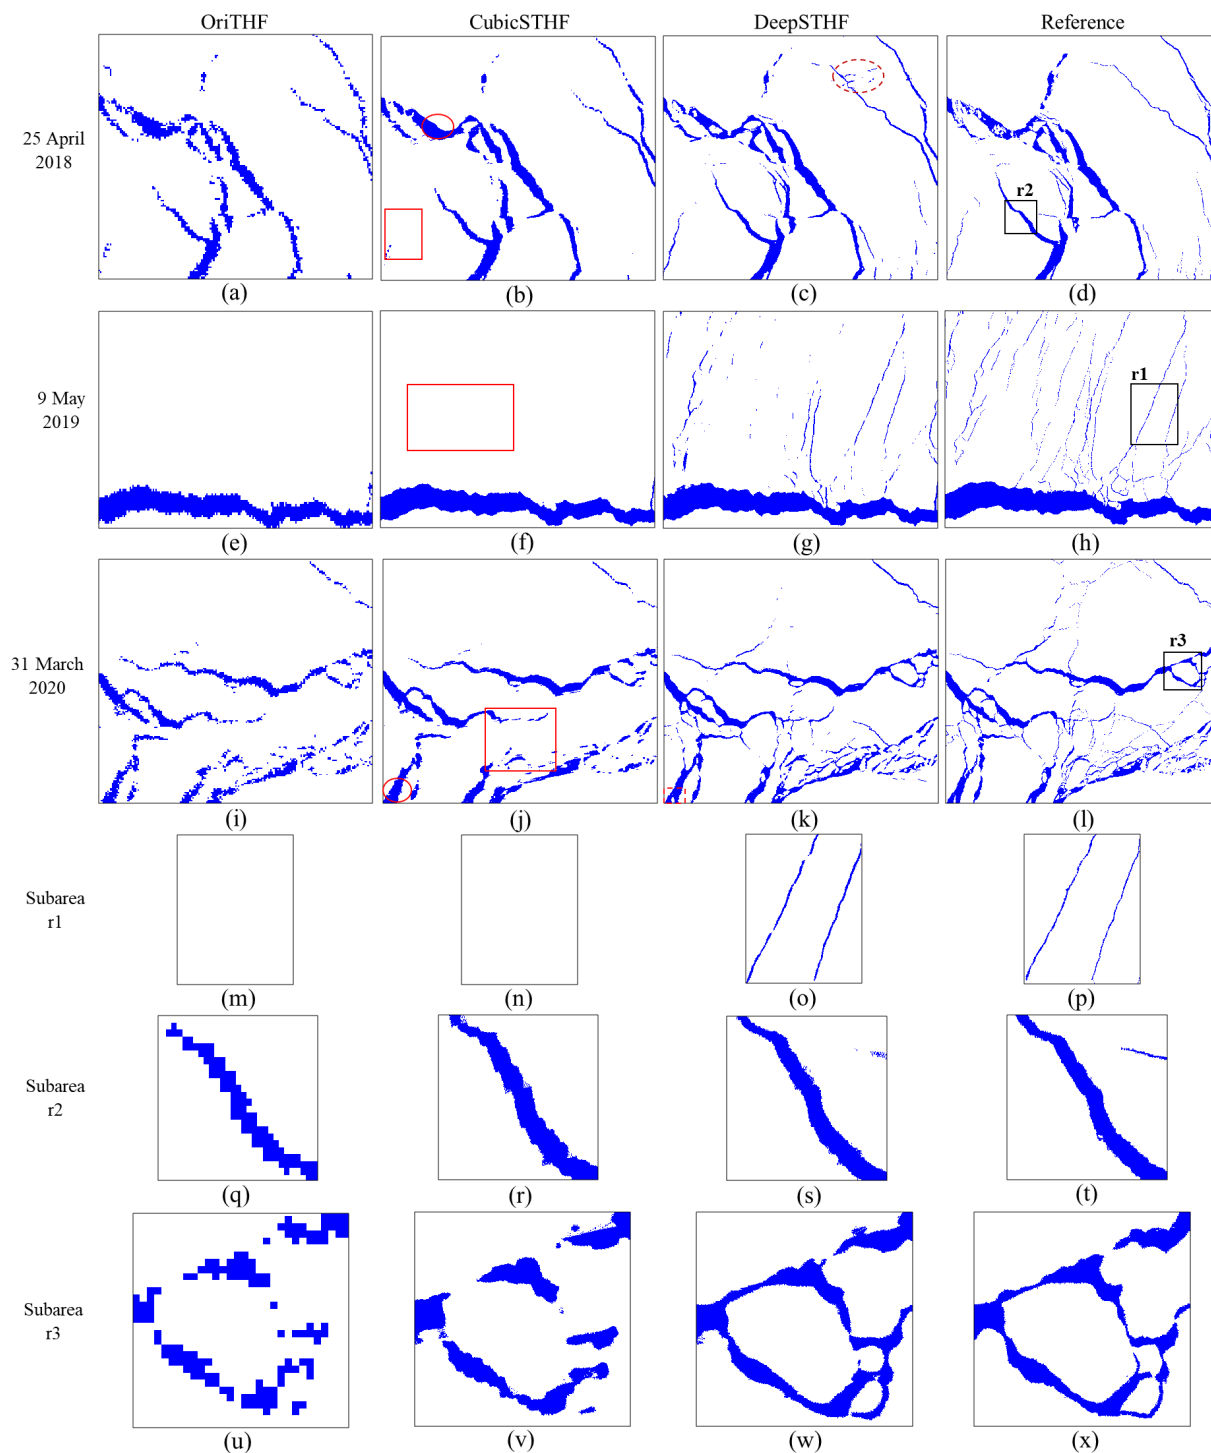 OriTHF CubicSTHF DeepSTHF Reference
25 April
2018
r2
(a) (b) (c) (d)
9 May
2019
r1
(e) (f) (g) (h)
31 March
2020
r3
(i) (j) (k) (l)
Subarea
r1
(m) (n) (o) (p)
Subarea
r2
(q) (r) (s) (t)
Subarea
r3
(u) (v) (w) (x)